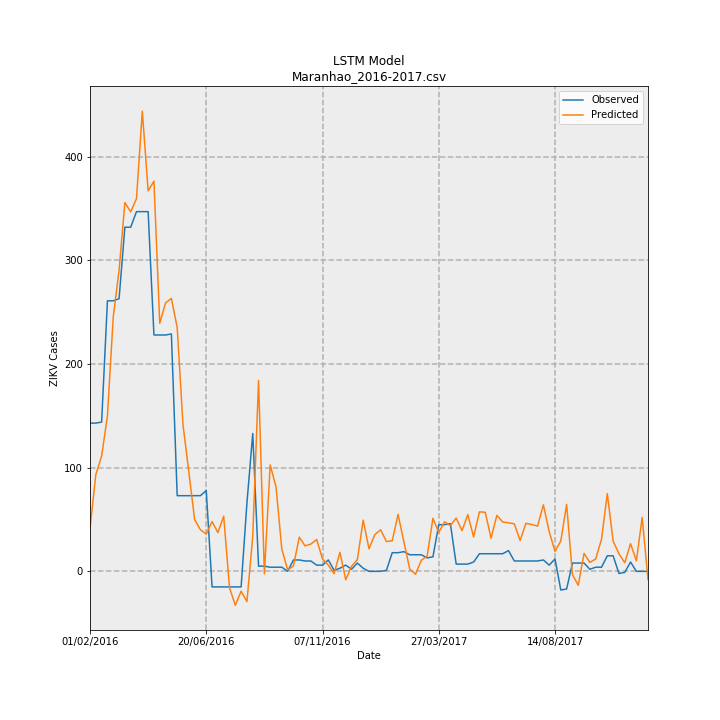 LSTM Model
Maranhao_2016-2017.csv
Observed
Predicted
400
300
200
100
0
ZIKV Cases
01/02/2016
20/06/2016
07/11/2016
27/03/2017
14/08/2017
Date